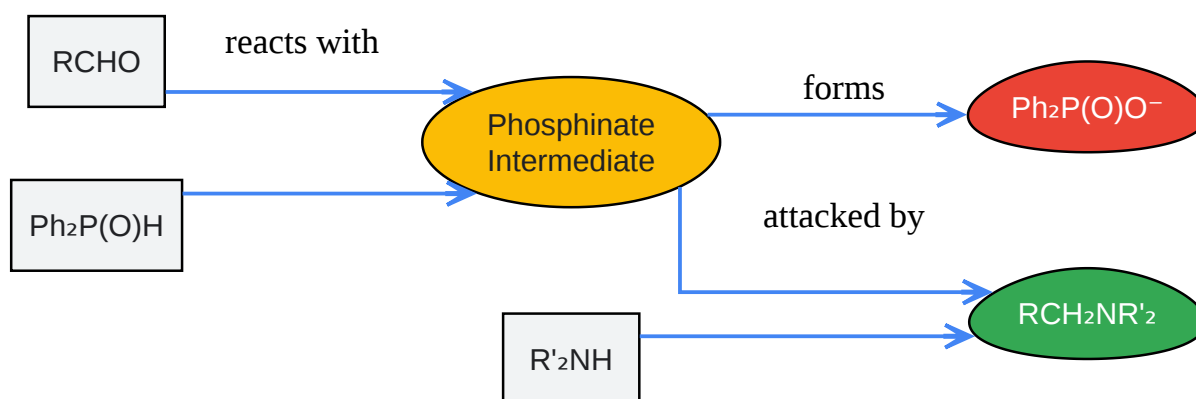 RCHO
reacts with
Phosphinate
Intermediate
forms
Ph₂P(O)O⁻
Ph₂P(O)H
attacked by
RCH₂NR'₂
R'₂NH